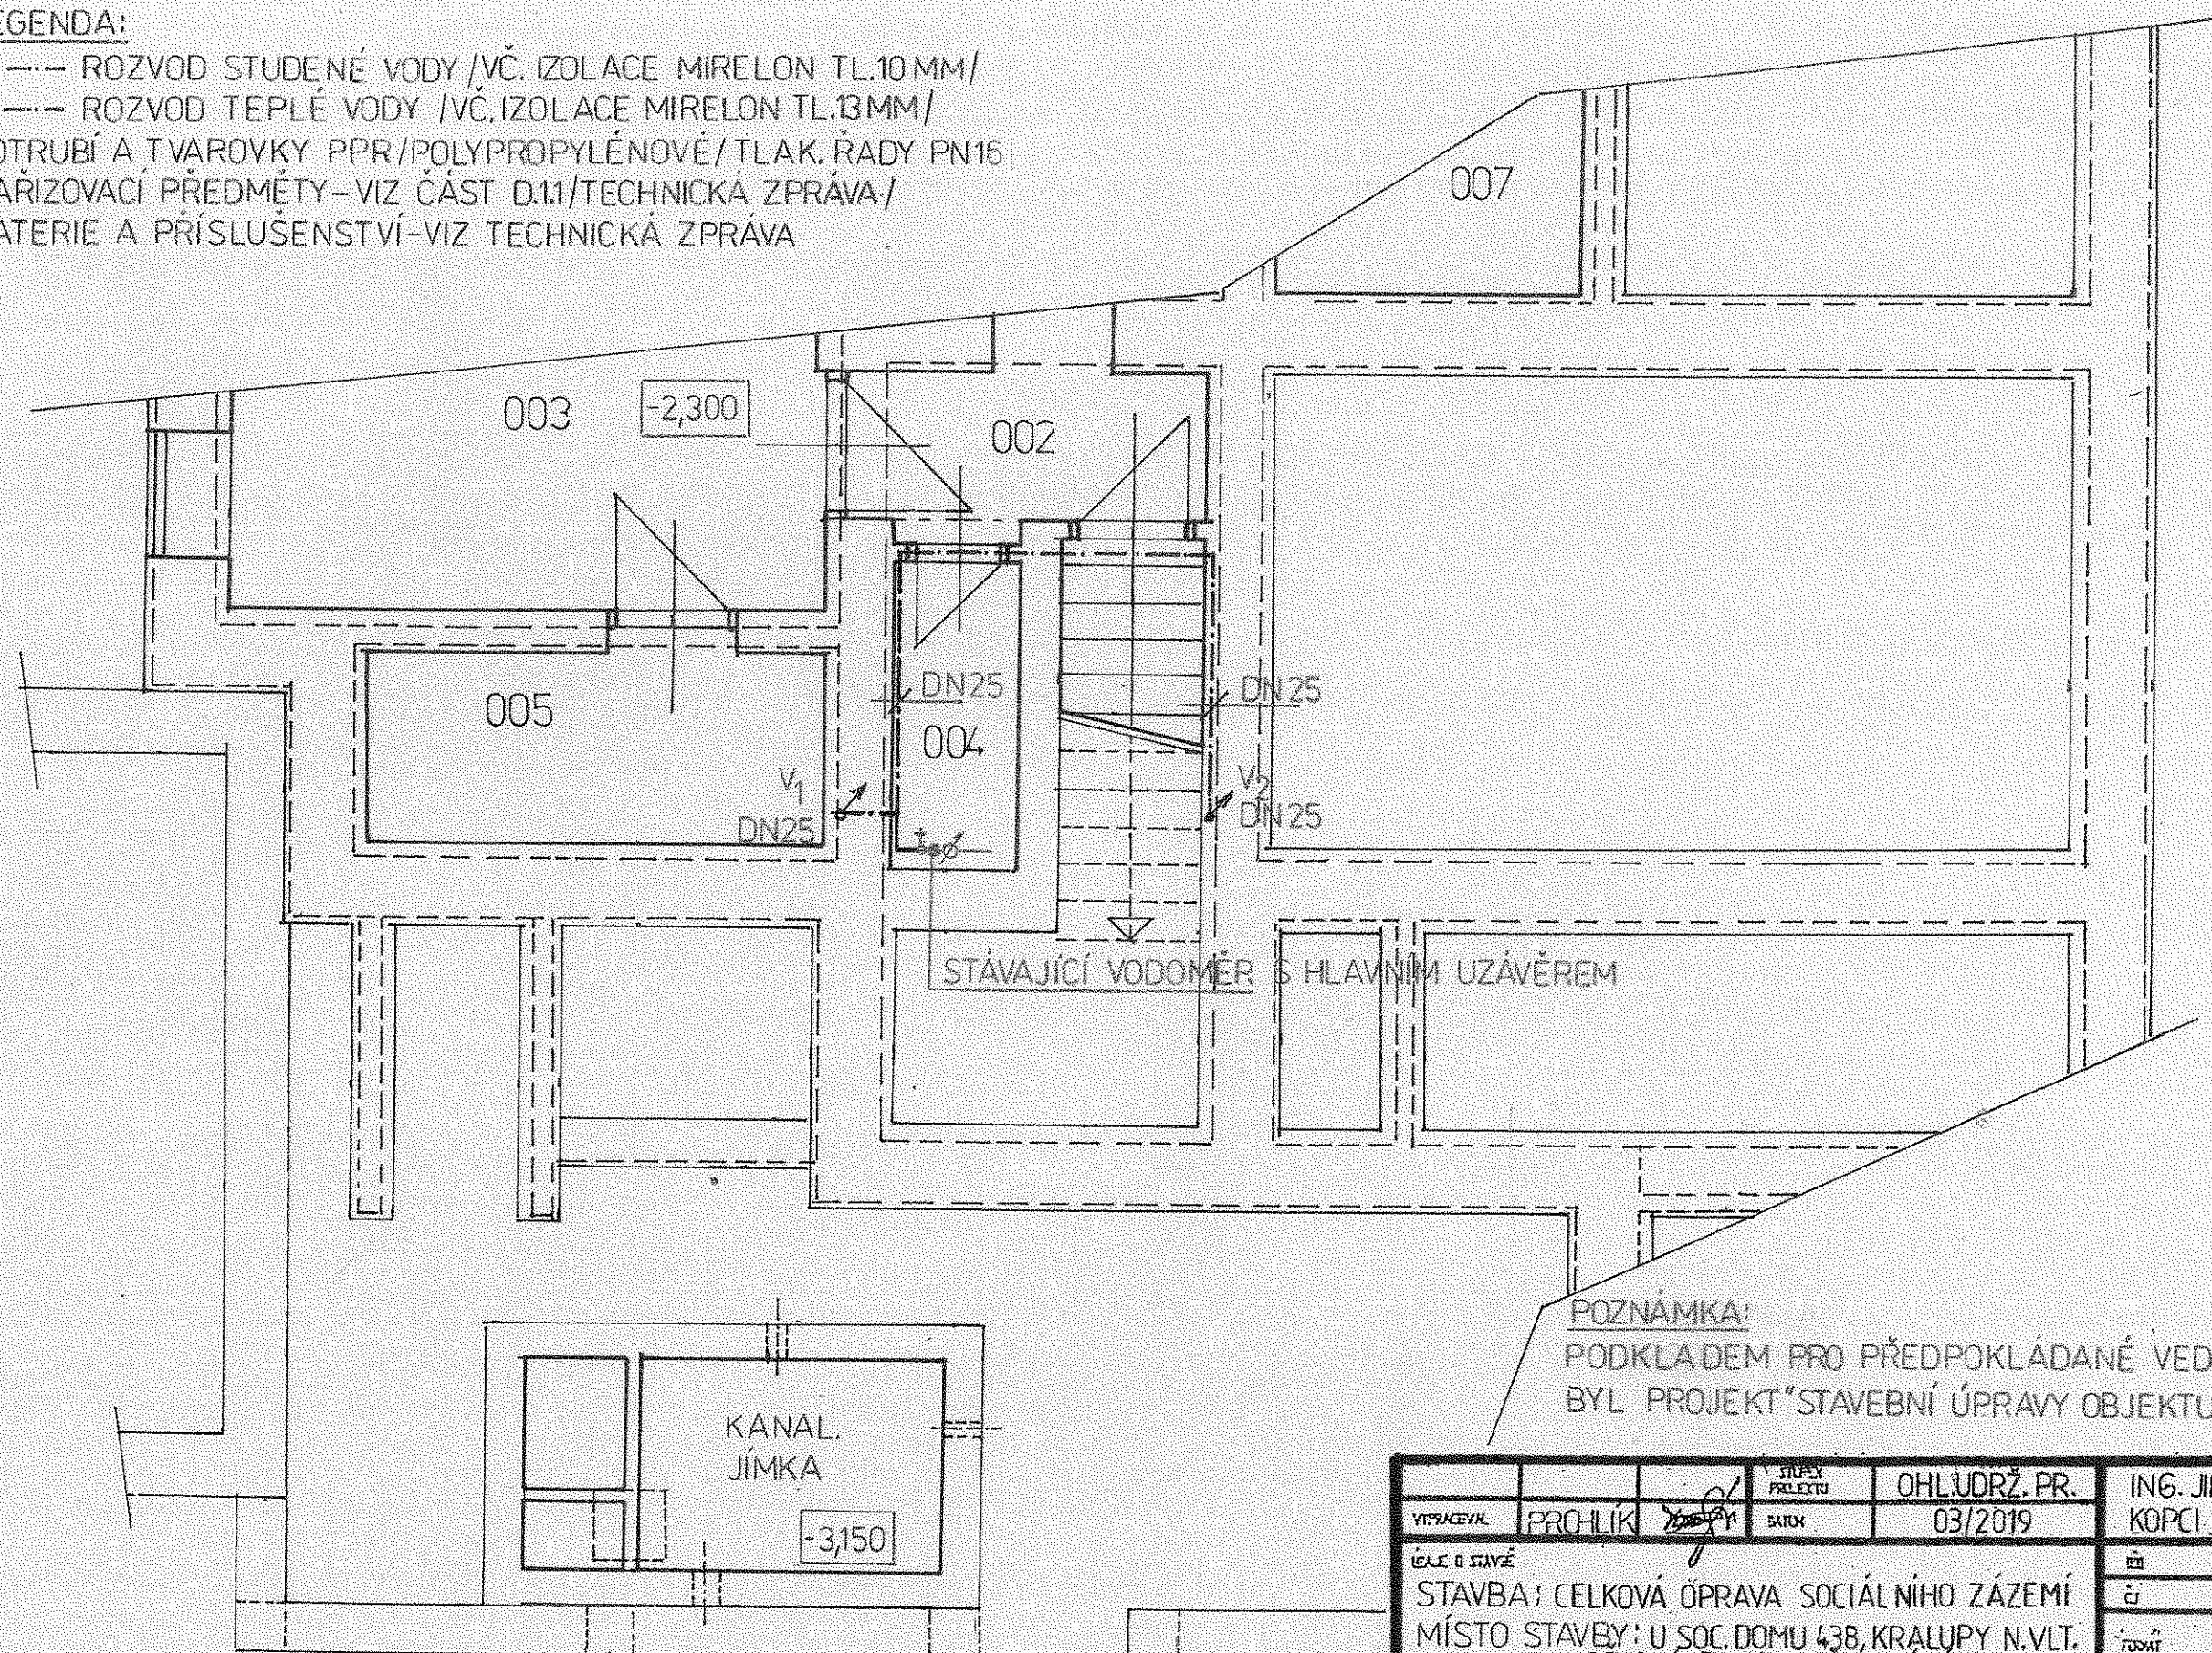 EGENDA:
ROZVOD STUDENÉ VODY /VČ. IZOLACE MIRELON TL.10 MM/
ROZVOD TEPLÉ VODY /VČ.IZOLACE MIRELON TL.13MM/
OTRUBÍ A TVAROVKY PPR/POLYPROPYLÉNOVÉ/TLAK. ŘADY PN16
AŘIZOVACÍ PŘEDMĚTY-VIZ ČÁST D.1.1/TECHNICKÁ ZPRÁVA/
ATERIE A PŘÍSLUŠENSTVÍ-VIZ TECHNICKÁ ZPRÁVA
007
003
-2,300
002
DN25
DN25
005
004
V1
DN25
V2
DN25
STÁVAJÍCÍ VODOMĚR S HLAVNÍM UZÁVĚREM
POZNÁMKA:
PODKLADEM PRO PŘEDPOKLÁDANÉ VED
BYL PROJEKT "STAVEBNÍ ÚPRAVY OBJEKTU
KANAL.
JÍMKA
-3,150
OHL.UDRŽ. PR.
ING. JI
PROHLÍK
03/2019
KOPCI
STAVBA: CELKOVÁ OPRAVA SOCIÁLNÍHO ZÁZEMÍ
MÍSTO STAVBY: U SOC. DOMU 438, KRALUPY N.VLT.